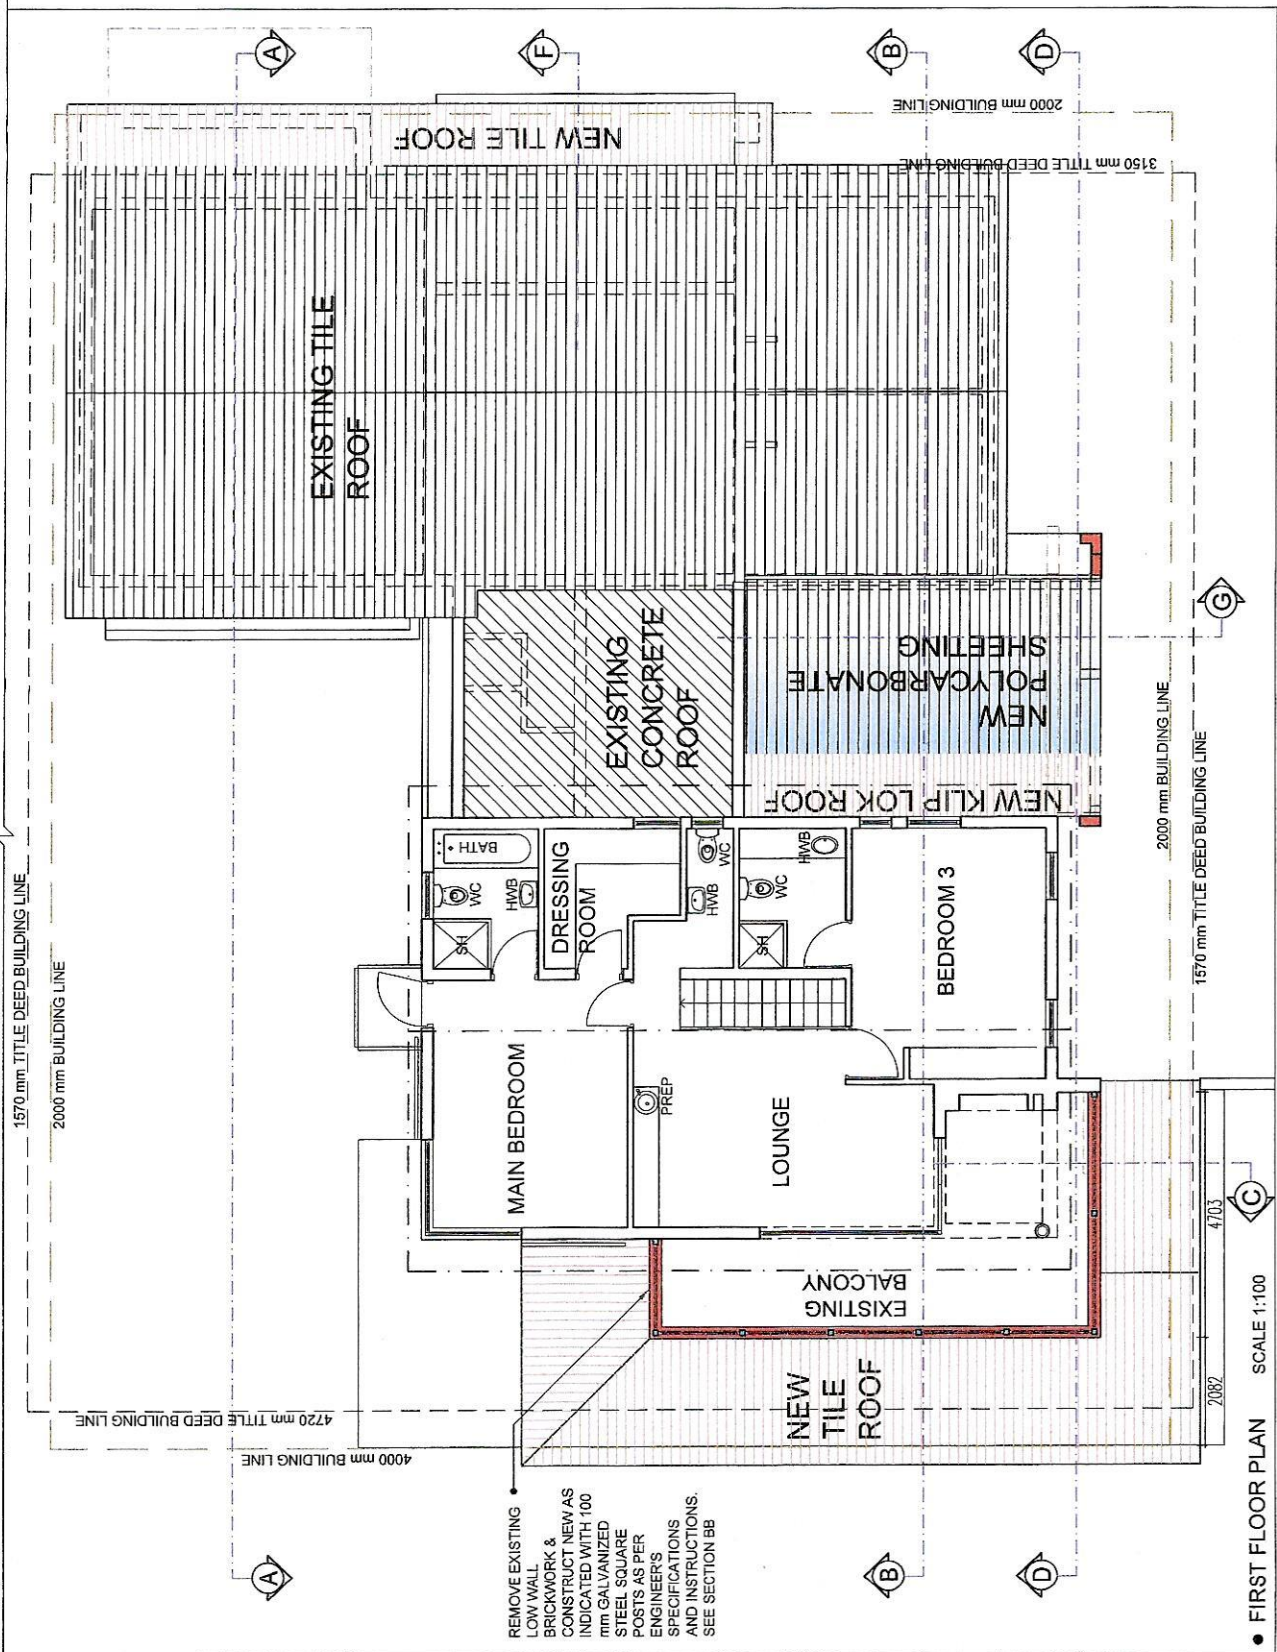 1570 mm TITLE DEED BUILDING LINE
2000 mm BUILDING LINE
A
F
B
D
NEW TILE ROOF
2000 mm BUILDING LINE
3150 mm TITLE DEED BUILDING LINE
EXISTING TILE
ROOF
EXISTING
CONCRETE
ROOF
NEW
POLYCARBONATE
SHEETING
NEW KLIP LOK ROOF
G
2000 mm BUILDING LINE
1570 mm TITLE DEED BUILDING LINE
BATH
WC
HWB
SH
DRESSING
ROOM
WC
HWB
WC
HWB
SH
BEDROOM 3
MAIN BEDROOM
PREP
LOUNGE
EXISTING
BALCONY
NEW
TILE
ROOF
4720 mm TITLE DEED BUILDING LINE
4000 mm BUILDING LINE
4703
2082
C
A
B
D
REMOVE EXISTING
LOW WALL
BRICKWORK &
CONSTRUCT NEW AS
INDICATED WITH 100
mm GALVANIZED
STEEL SQUARE
POSTS AS PER
ENGINEER'S
SPECIFICATIONS
AND INSTRUCTIONS.
SEE SECTION BB
• FIRST FLOOR PLAN SCALE 1:100